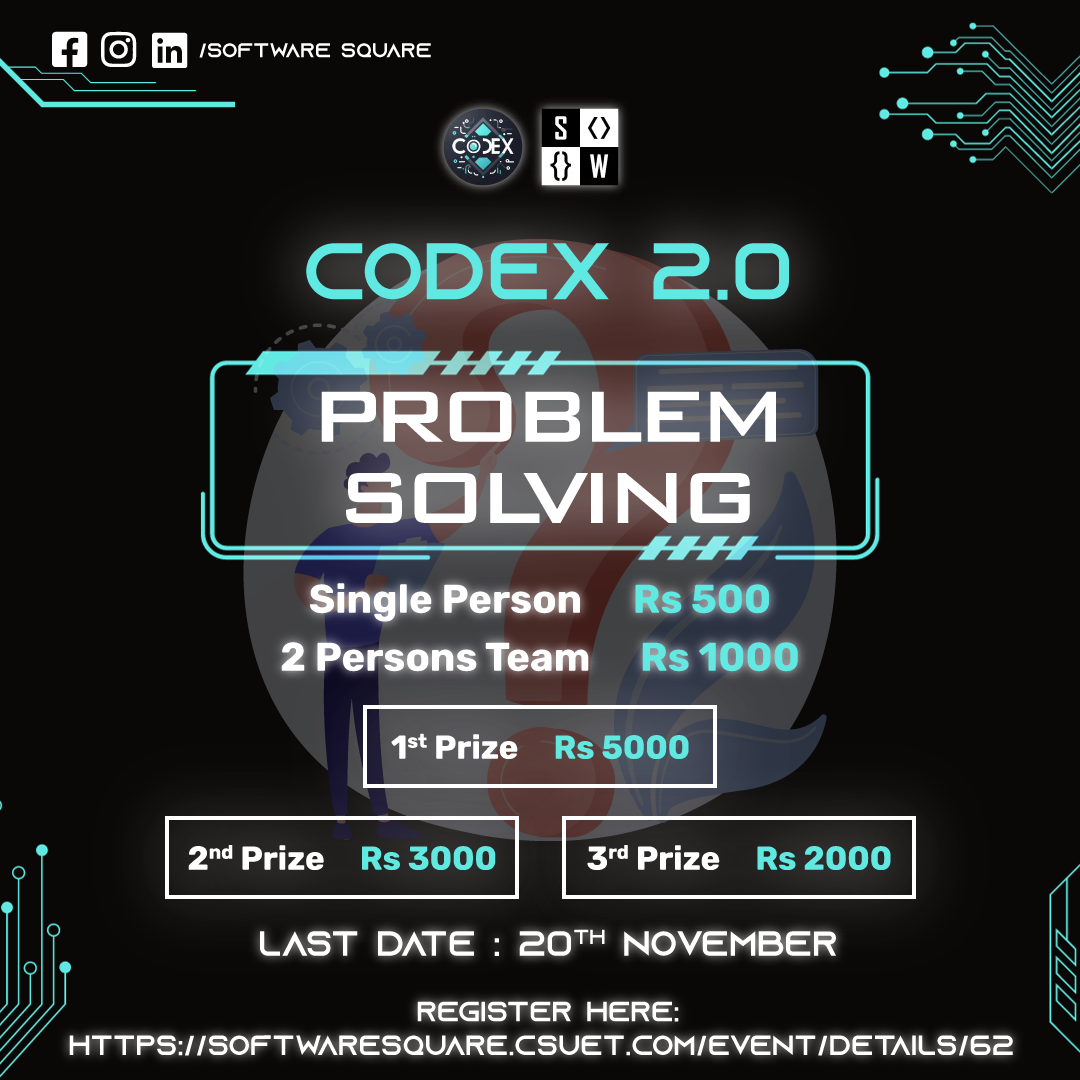 /SOFTWARE SQUARE
CODEX
S <>
{} W
CODEX 2.0
PROBLEM
SOLVING
Single Person Rs 500
2 Persons Team Rs 1000
1st Prize Rs 5000
2nd Prize Rs 3000
3rd Prize Rs 2000
LAST DATE : 20TH NOVEMBER
REGISTER HERE:
HTTPS://SOFTWARESQUARE.CSUET.COM/EVENT/DETAILS/62